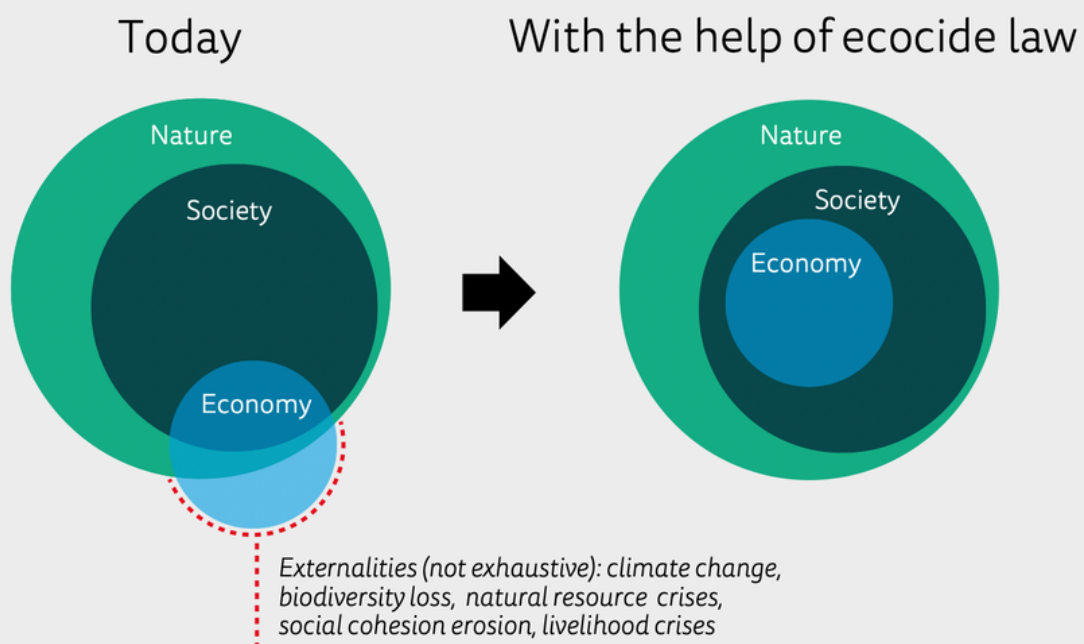 Today
With the help of ecocide law
Nature
Society
Economy
Nature
Society
Economy
Externalities (not exhaustive): climate change,
biodiversity loss, natural resource crises,
social cohesion erosion, livelihood crises